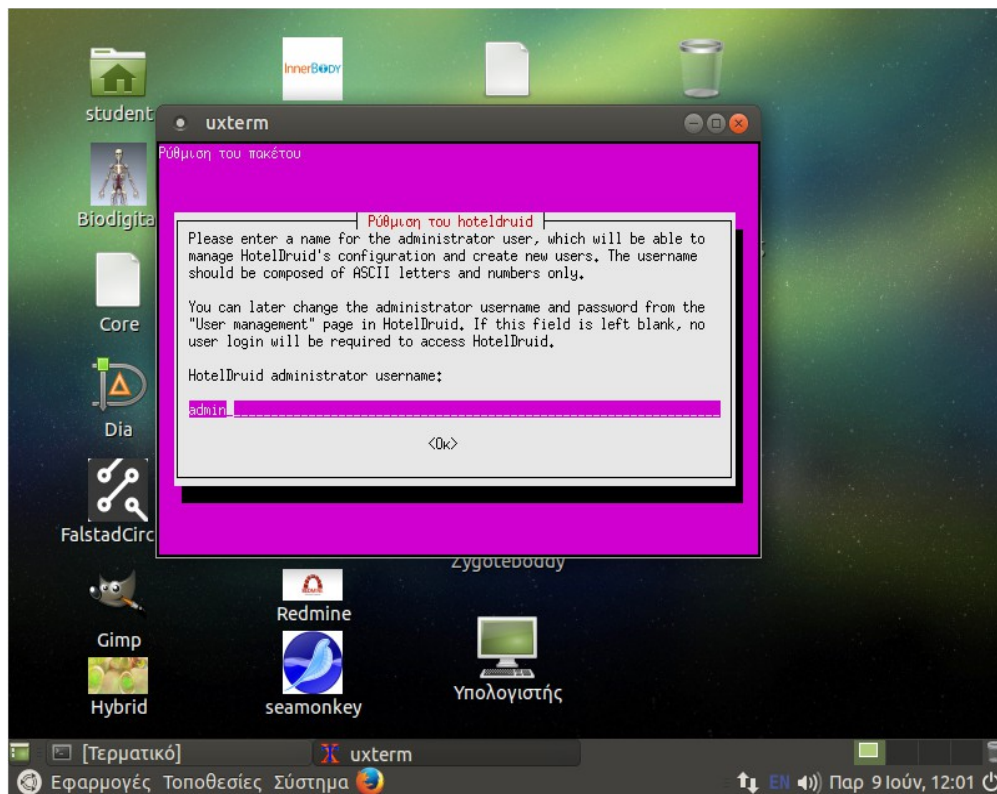 InnerBODY
student
uxterm
Ρύθμιση του πακέτου
Ρύθμιση του hoteldruid
Please enter a name for the administrator user, which will be able to
manage HotelDruid's configuration and create new users. The username
should be composed of ASCII letters and numbers only.
You can later change the administrator username and password from the
"User management" page in HotelDruid. If this field is left blank, no
user login will be required to access HotelDruid.
HotelDruid administrator username:
admin
<Οκ>
Biodigita
Core
Dia
FalstadCirc
Zygoteboddy
Redmine
Gimp
Υπολογιστής
Hybrid
seamonkey
[Τερματικό]
uxterm
Εφαρμογές Τοποθεσίες Σύστημα
EN
Παρ 9 Ιούν, 12:01